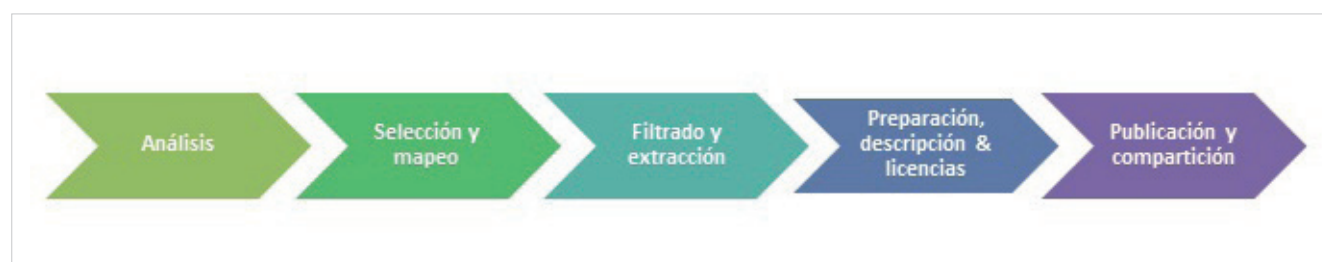 Análisis
Selección y
mapeo
Filtrado y
extracción
Preparación,
descripción &
licencias
Publicación y
compartición